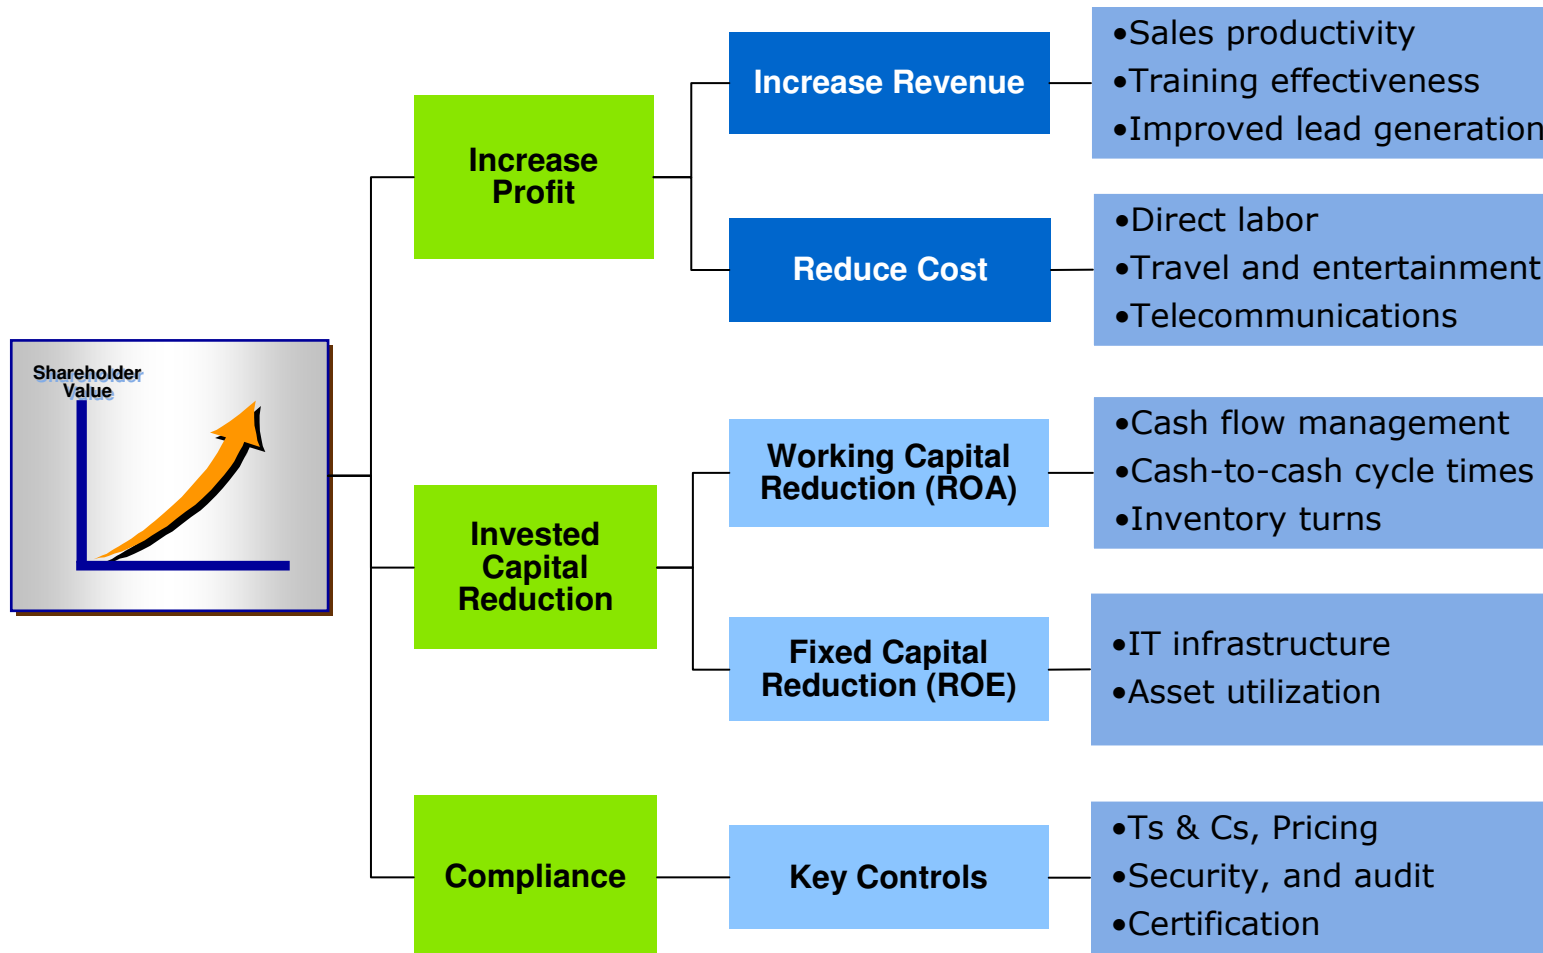 Shareholder
Value
Increase
Profit
Increase Revenue
•Sales productivity
•Training effectiveness
•Improved lead generation
Reduce Cost
•Direct labor
•Travel and entertainment
•Telecommunications
Invested
Capital
Reduction
Working Capital
Reduction (ROA)
•Cash flow management
•Cash-to-cash cycle times
•Inventory turns
Fixed Capital
Reduction (ROE)
•IT infrastructure
•Asset utilization
Compliance
Key Controls
•Ts & Cs, Pricing
•Security, and audit
•Certification